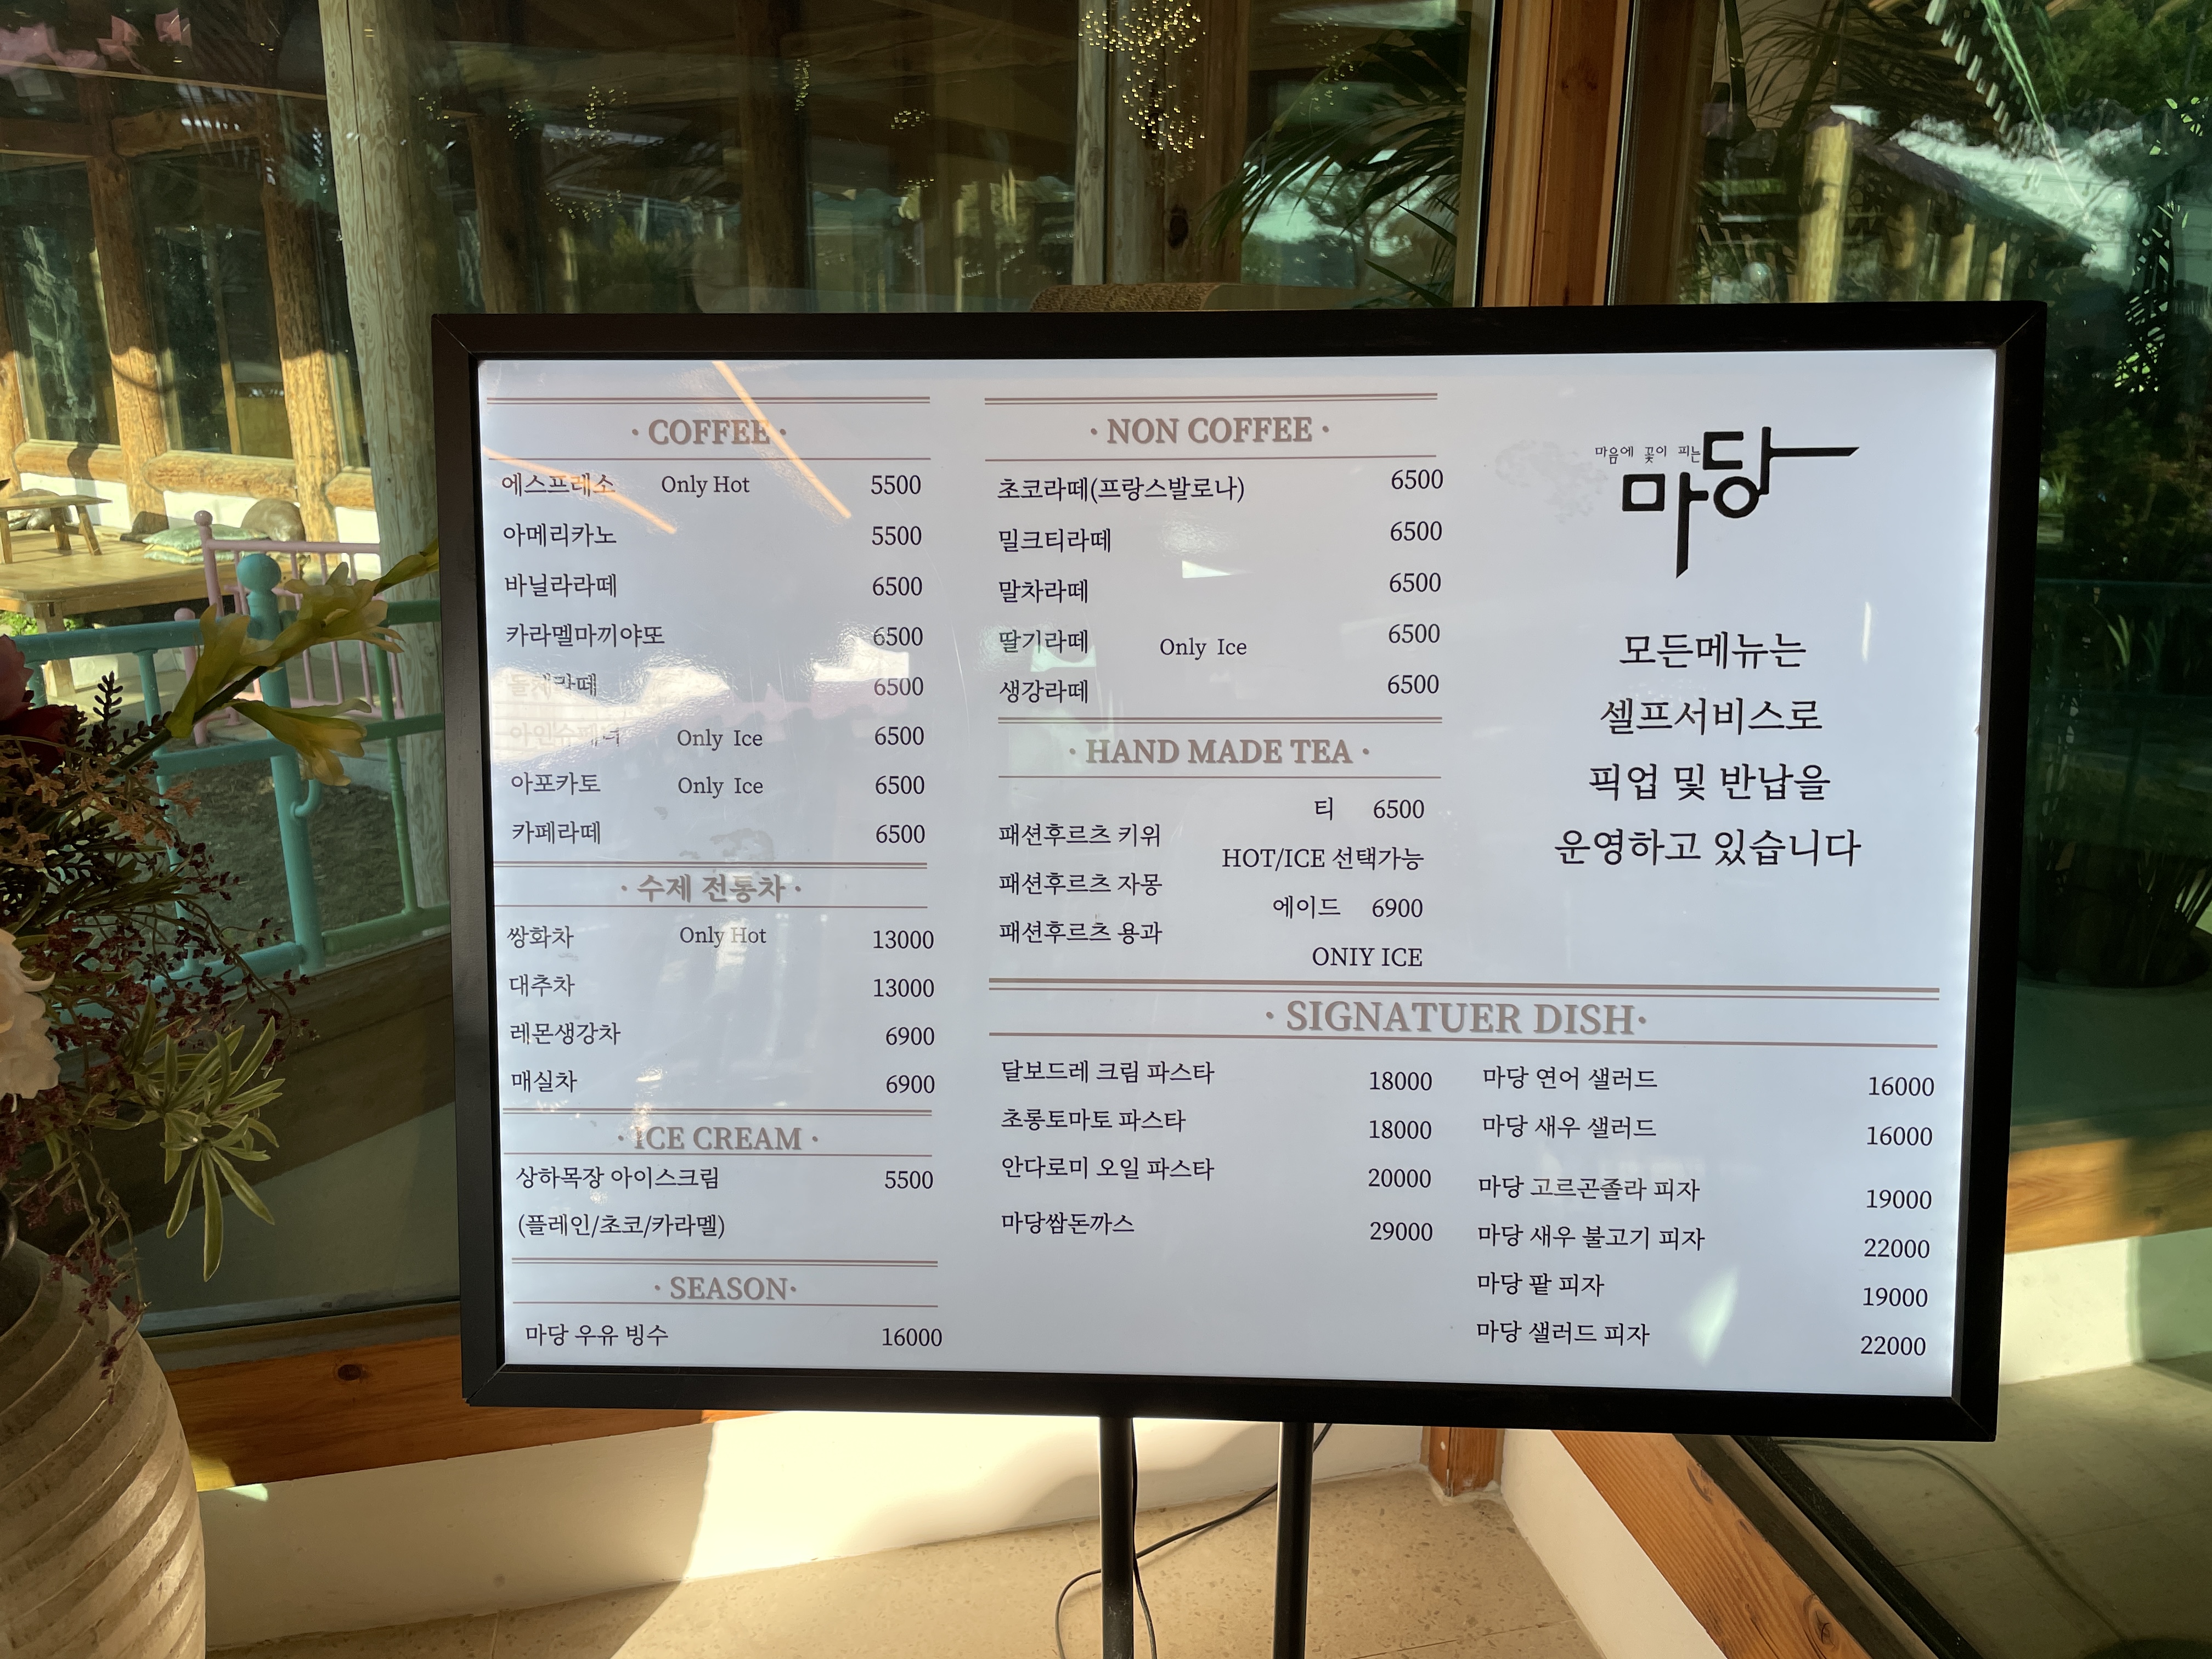 · COFFEE ·
에스프레소 Only Hot 5500
아메리카노 5500
바닐라라떼 6500
카라멜마끼야또 6500
돌체라떼 6500
Only Ice 6500
아포카토 Only Ice 6500
카페라떼 6500
· 수제 전통차 ·
쌍화차 Only Hot 13000
대추차 13000
레몬생강차 6900
매실차 6900
· ICE CREAM ·
상하목장 아이스크림 5500
(플레인/초코/카라멜)
· SEASON·
마당 우유 빙수 16000
· NON COFFEE ·
초코라떼(프랑스발로나) 6500
밀크티라떼 6500
말차라떼 6500
딸기라떼 Only Ice 6500
생강라떼 6500
· HAND MADE TEA ·
티 6500
패션후르츠 키위
HOT/ICE 선택가능
패션후르츠 자몽
에이드 6900
패션후르츠 용과
ONIY ICE
마음에 꽃이 피는
마당
모든메뉴는
셀프서비스로
픽업 및 반납을
운영하고 있습니다
· SIGNATUER DISH·
달보드레 크림 파스타 18000
초롱토마토 파스타 18000
안다로미 오일 파스타 20000
마당쌈돈까스 29000
마당 연어 샐러드 16000
마당 새우 샐러드 16000
마당 고르곤졸라 피자 19000
마당 새우 불고기 피자 22000
마당 팥 피자 19000
마당 샐러드 피자 22000